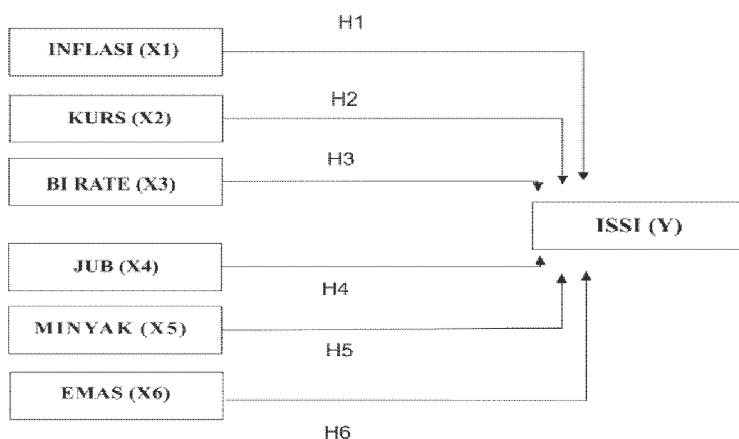 H1
INFLASI (X1)
H2
KURS (X2)
H3
BI RATE (X3)
ISSI (Y)
JUB (X4)
H4
MINYAK (X5)
H5
EMAS (X6)
H6